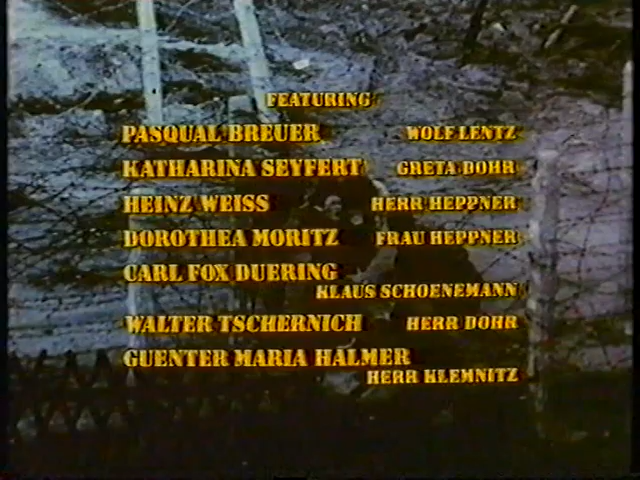 FEATURING
PASQUAL BREUER WOLF LENTZ
KATHARINA SEYFERT GRETA DOHR
HEINZ WEISS HERR HEPPNER
DOROTHEA MORITZ FRAU HEPPNER
CARL FOX DUERING
KLAUS SCHOENEMANN
WALTER TSCHERNICH HERR DOHR
GUENTER MARIA HALMER
HERR KLEMNITZ